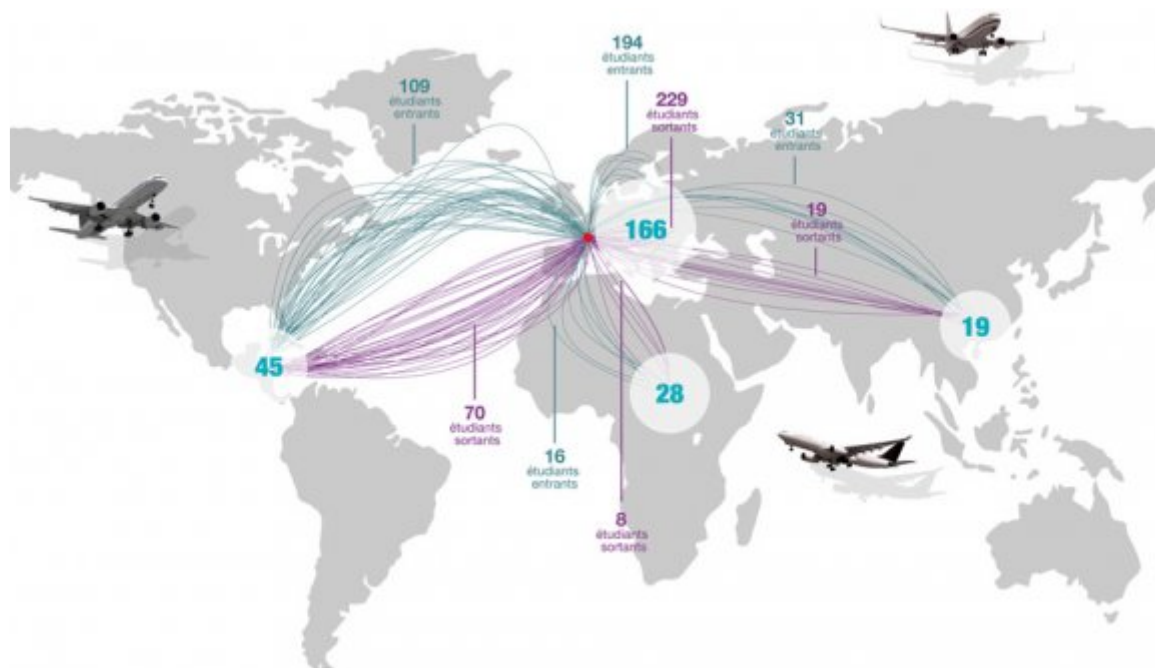 194
étudiants
entrants
109
étudiants
entrants
229
étudiants
sortants
31
étudiants
entrants
19
étudiants
sortants
166
19
45
28
70
étudiants
sortants
16
étudiants
entrants
8
étudiants
sortants